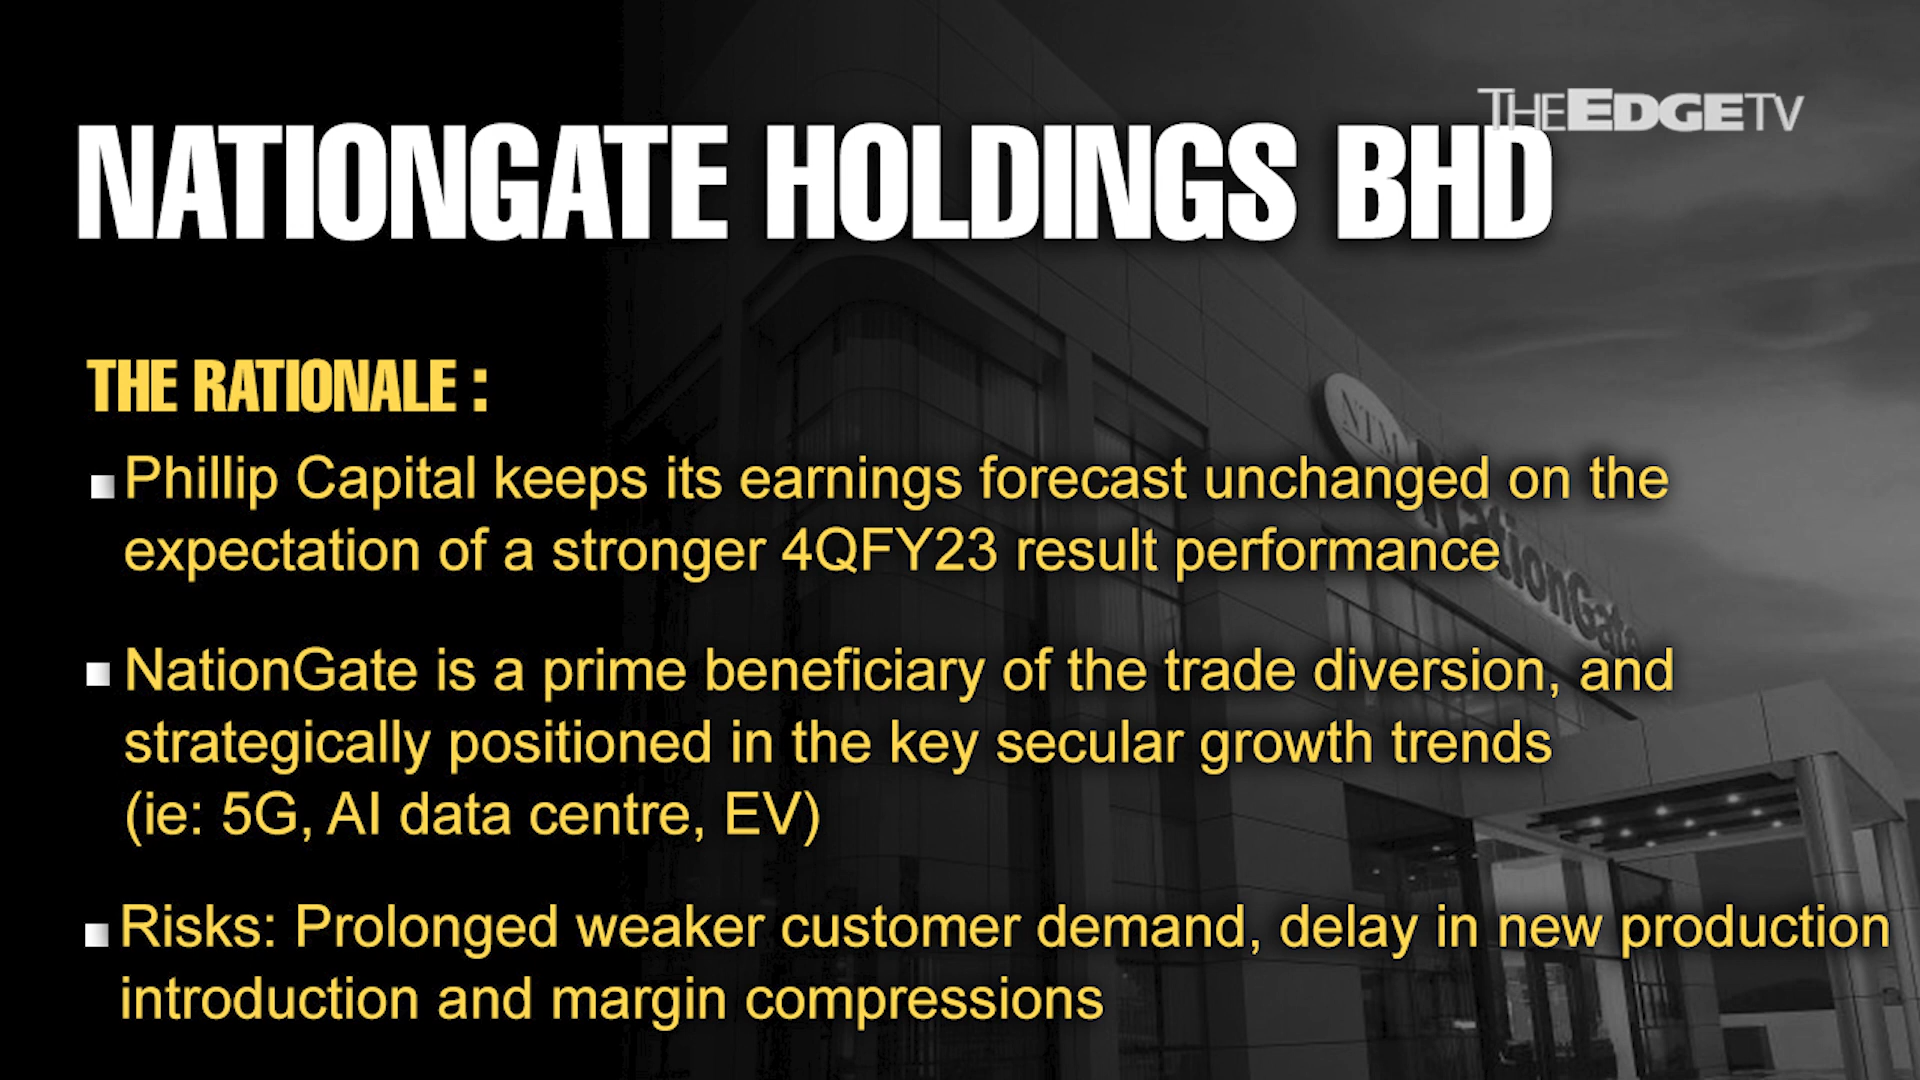 THEEDGETV
NATIONGATE HOLDINGS BHD
THE RATIONALE :
Phillip Capital keeps its earnings forecast unchanged on the
expectation of a stronger 4QFY23 result performance
NationGate is a prime beneficiary of the trade diversion, and
strategically positioned in the key secular growth trends
(ie: 5G, AI data centre, EV)
Risks: Prolonged weaker customer demand, delay in new production
introduction and margin compressions
NTM
NationGate